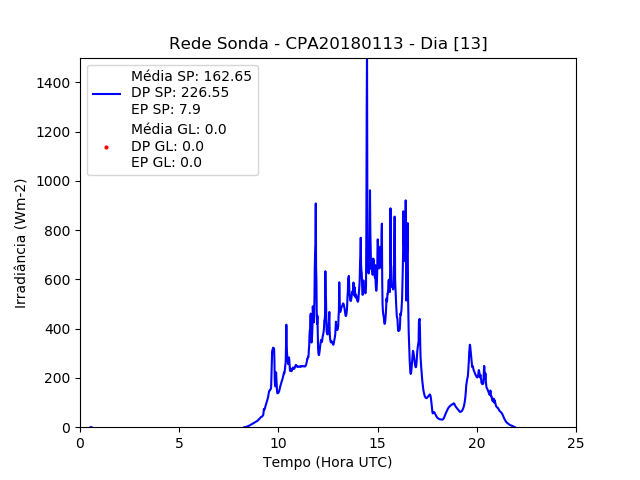 Rede Sonda - CPA20180113 - Dia [13]
Média SP: 162.65
DP SP: 226.55
EP SP: 7.9
Média GL: 0.0
DP GL: 0.0
EP GL: 0.0
Irradiância (Wm-2)
1400
1200
1000
800
600
400
200
0
0 5 10 15 20 25
Tempo (Hora UTC)